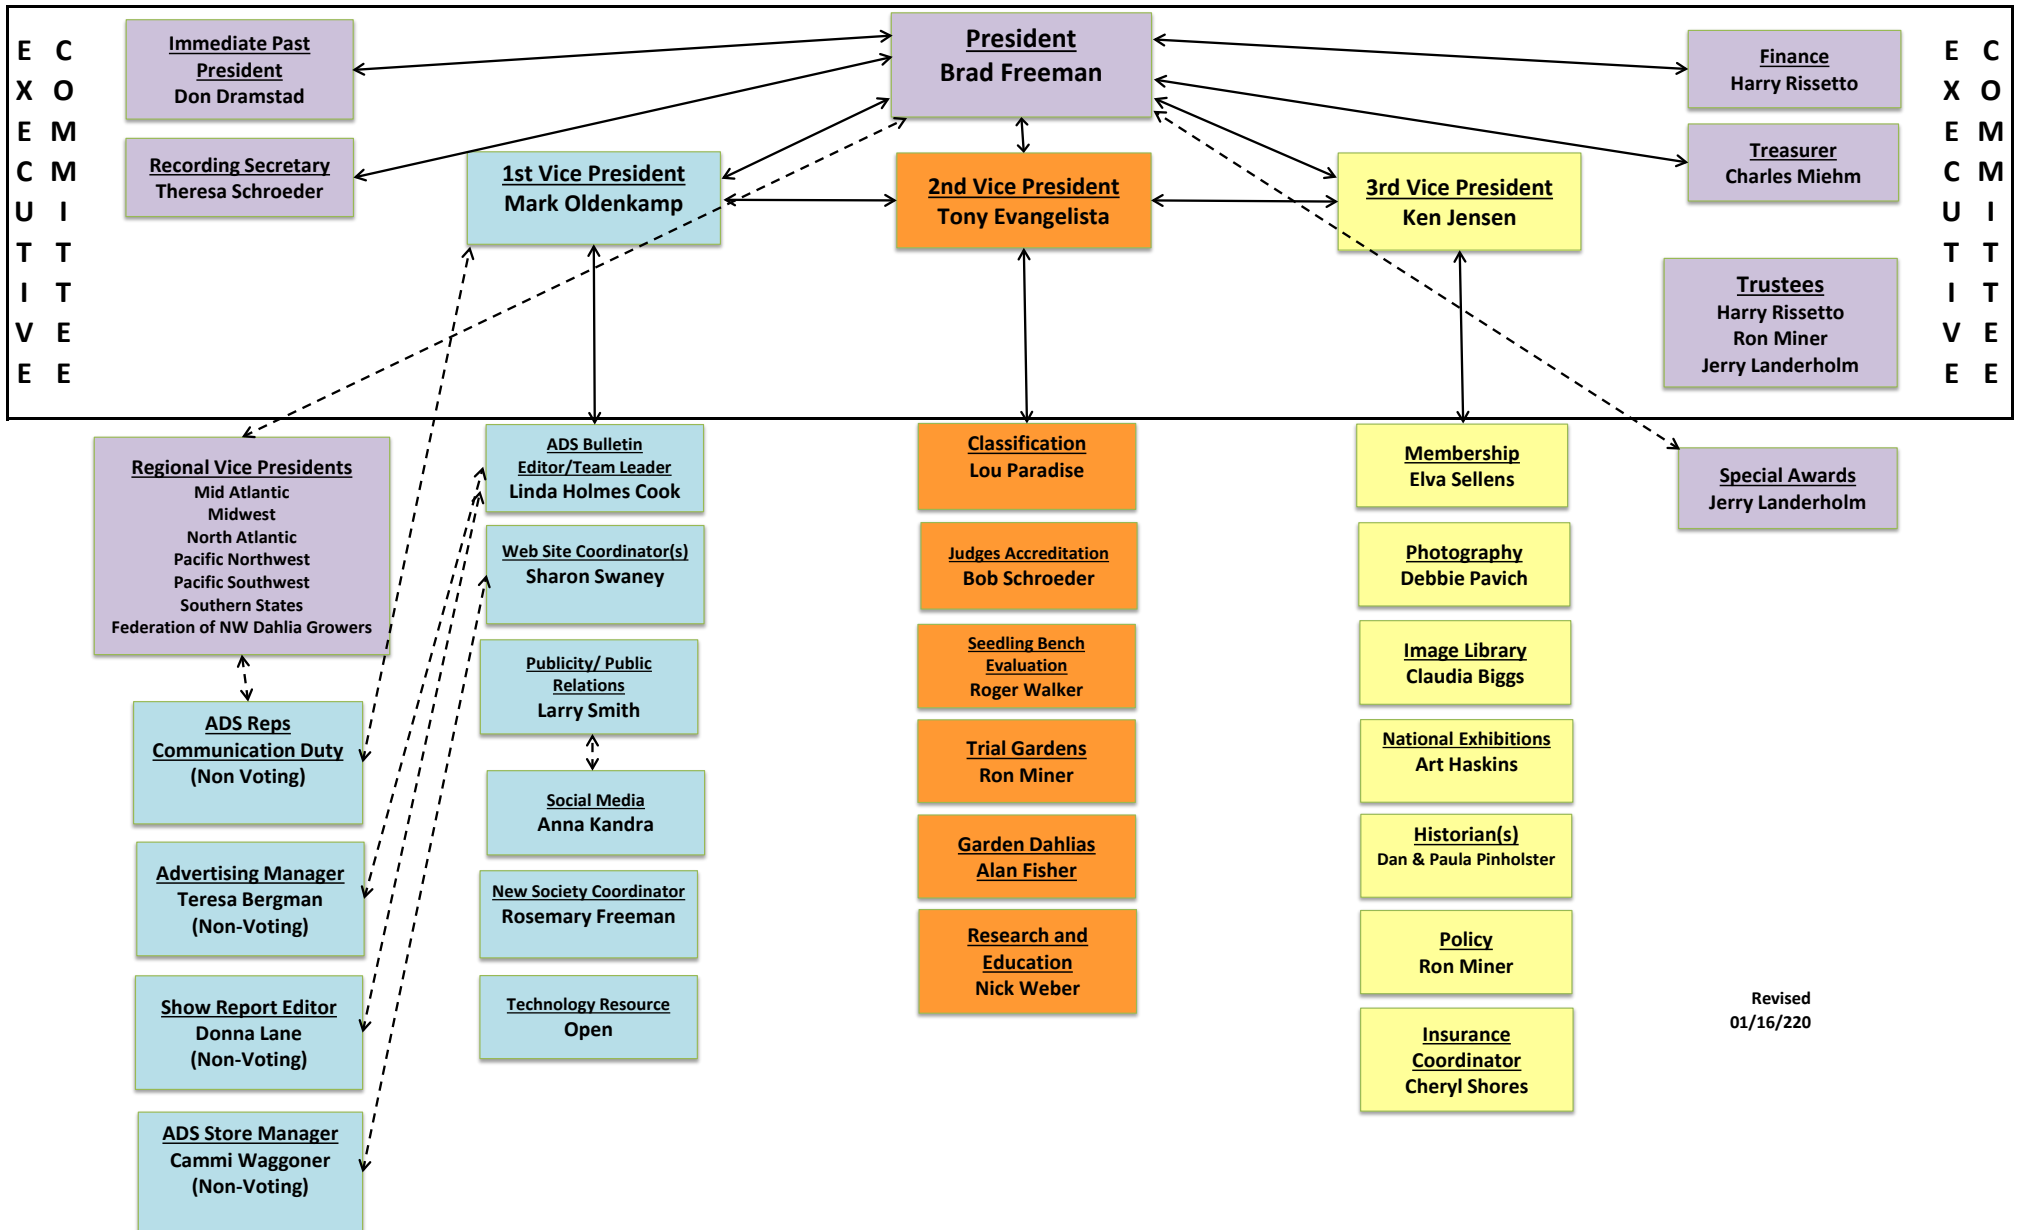 EXECUTIVE
COMMITTEE
Immediate Past
President
Don Dramstad
Recording Secretary
Theresa Schroeder
President
Brad Freeman
1st Vice President
Mark Oldenkamp
2nd Vice President
Tony Evangelista
3rd Vice President
Ken Jensen
Finance
Harry Rissetto
Treasurer
Charles Miehm
Trustees
Harry Rissetto
Ron Miner
Jerry Landerholm
EXECUTIVE
COMMITTEE
Regional Vice Presidents
Mid Atlantic
Midwest
North Atlantic
Pacific Northwest
Pacific Southwest
Southern States
Federation of NW Dahlia Growers
ADS Reps
Communication Duty
(Non Voting)
Advertising Manager
Teresa Bergman
(Non-Voting)
Show Report Editor
Donna Lane
(Non-Voting)
ADS Store Manager
Cammi Waggoner
(Non-Voting)
ADS Bulletin
Editor/Team Leader
Linda Holmes Cook
Web Site Coordinator(s)
Sharon Swaney
Publicity/ Public
Relations
Larry Smith
Social Media
Anna Kandra
New Society Coordinator
Rosemary Freeman
Technology Resource
Open
Classification
Lou Paradise
Judges Accreditation
Bob Schroeder
Seedling Bench
Evaluation
Roger Walker
Trial Gardens
Ron Miner
Garden Dahlias
Alan Fisher
Research and
Education
Nick Weber
Membership
Elva Sellens
Photography
Debbie Pavich
Image Library
Claudia Biggs
National Exhibitions
Art Haskins
Historian(s)
Dan & Paula Pinholster
Policy
Ron Miner
Insurance
Coordinator
Cheryl Shores
Special Awards
Jerry Landerholm
Revised
01/16/220